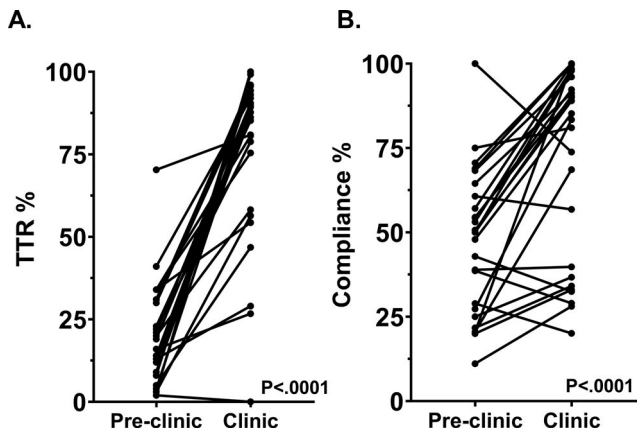 A.
TTR %
100
75
50
25
0
P<.0001
Pre-clinic Clinic
B.
Compliance %
100
75
50
25
0
P<.0001
Pre-clinic Clinic